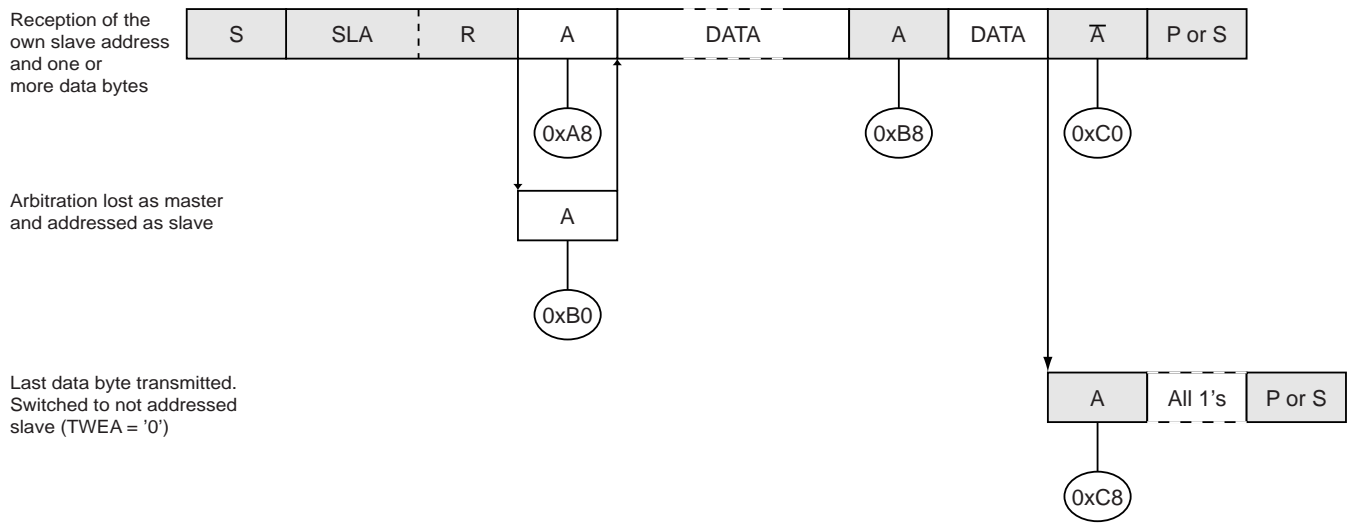 Reception of the
own slave address
and one or
more data bytes
S SLA R A DATA A DATA A̅ P or S
0xA8 0xB8 0xC0
Arbitration lost as master
and addressed as slave
A
0xB0
Last data byte transmitted.
Switched to not addressed
slave (TWEA = '0')
A All 1's P or S
0xC8